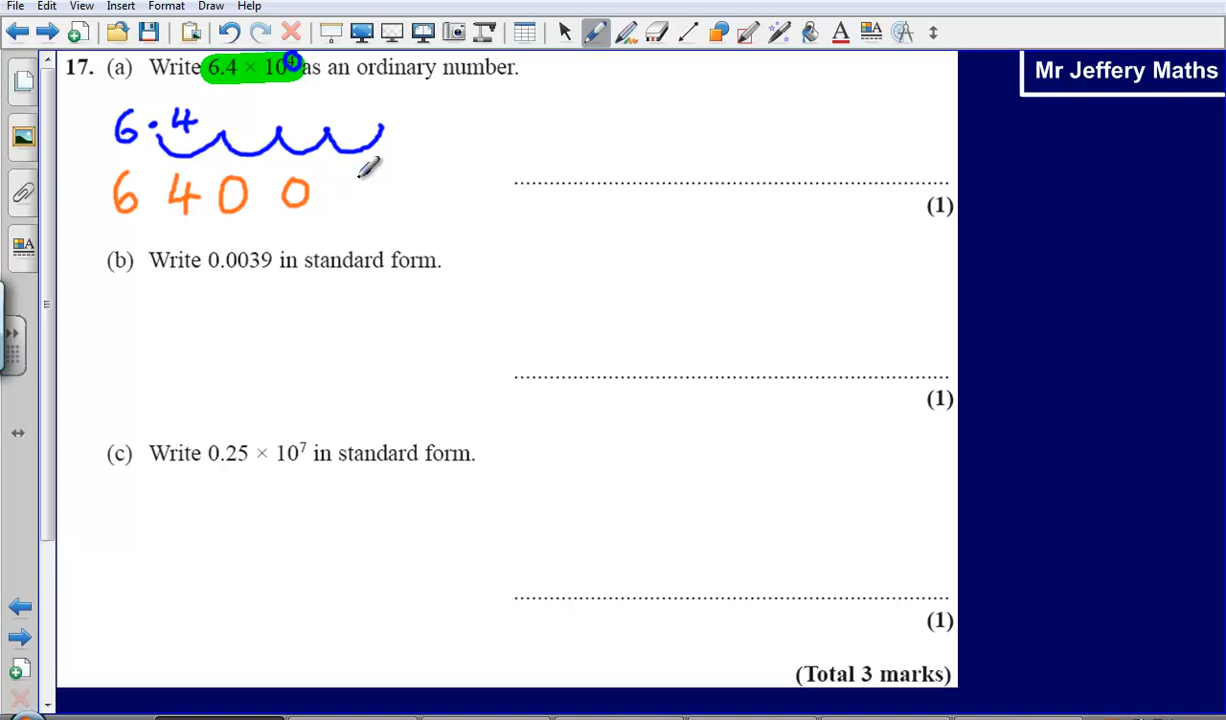 File Edit View Insert Format Draw Help
17. (a) Write 6.4 × 10⁴ as an ordinary number.
Mr Jeffery Maths
6.4
6 4 0 0
(1)
(b) Write 0.0039 in standard form.
(1)
(c) Write 0.25 × 10⁷ in standard form.
(1)
(Total 3 marks)